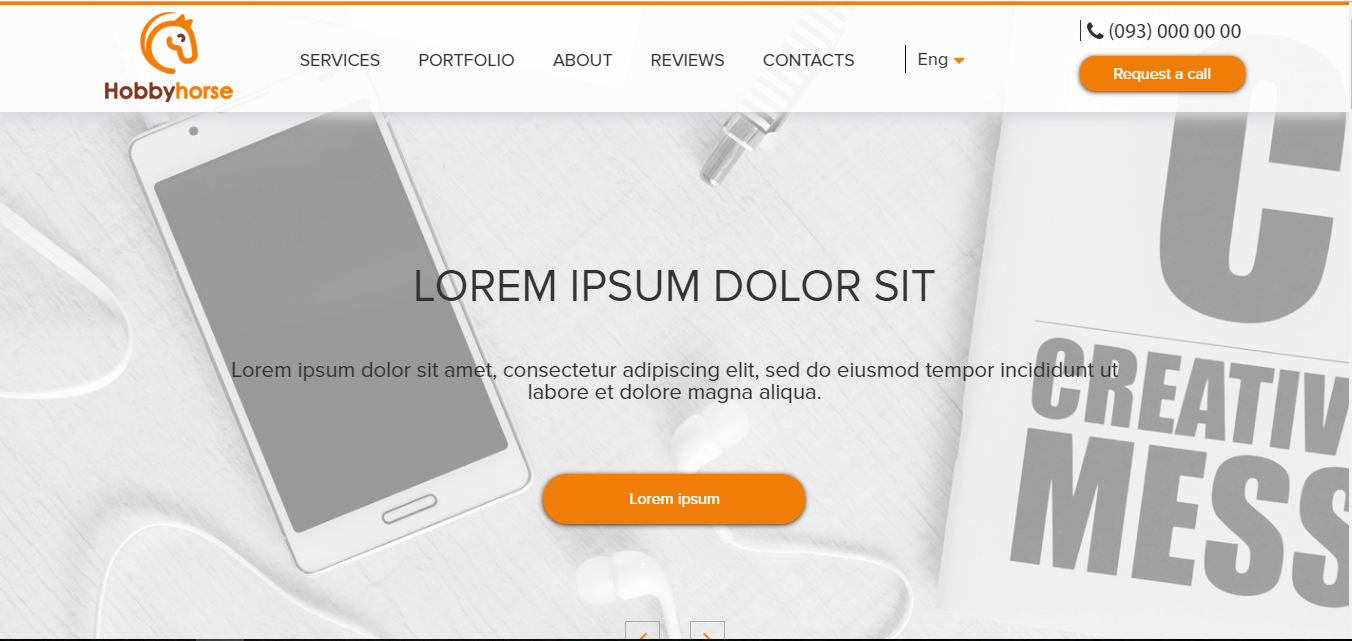 Hobbyhorse
SERVICES PORTFOLIO ABOUT REVIEWS CONTACTS Eng
(093) 000 00 00
Request a call
LOREM IPSUM DOLOR SIT
Lorem ipsum dolor sit amet, consectetur adipiscing elit, sed do eiusmod tempor incididunt ut
labore et dolore magna aliqua.
Lorem ipsum
C
CREATIV
MESS